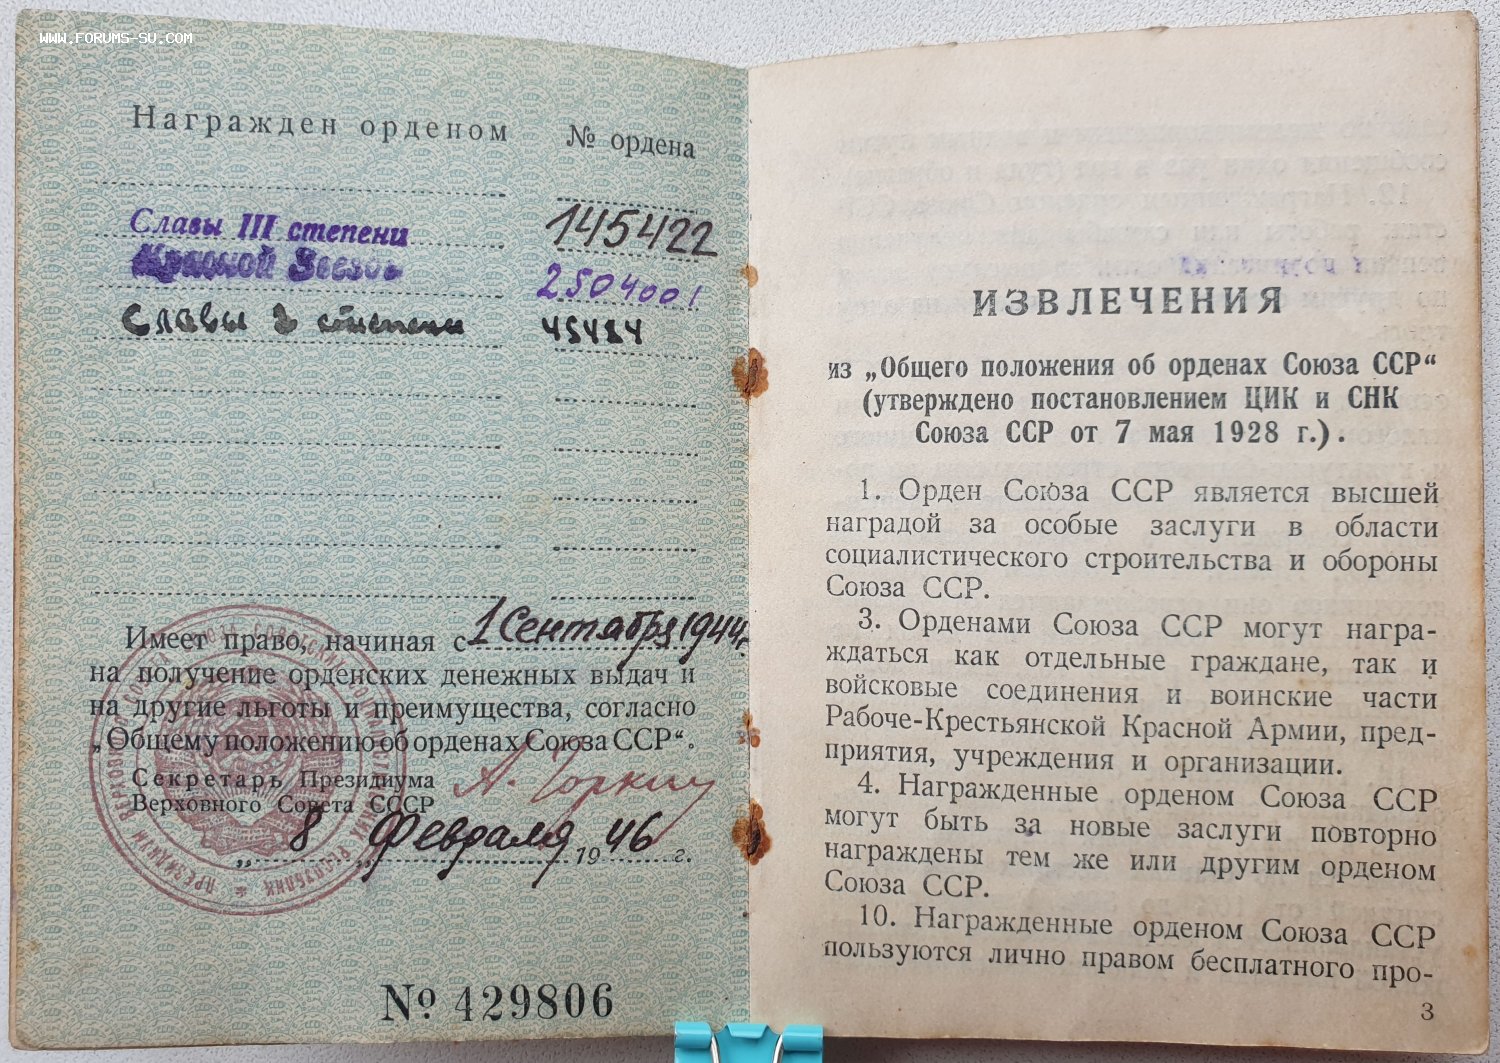 WWW.FORUMS-SU.COM
Награжден орденом № ордена
Славы III степени 145422
Красной Звезды 2504001
Славы 2 степени 45484
Имеет право, начиная с 1 Сентября 1944 г.
на получение орденских денежных выдач и
на другие льготы и преимущества, согласно
„Общему положению об орденах Союза ССР“.
Секретарь Президиума
Верховного Совета СССР А. Горкин
„ 8 „ Февраля 1946 г.
№ 429806
ИЗВЛЕЧЕНИЯ
из „Общего положения об орденах Союза ССР“
(утверждено постановлением ЦИК и СНК
Союза ССР от 7 мая 1928 г.).
1. Орден Союза ССР является высшей
наградой за особые заслуги в области
социалистического строительства и обороны
Союза ССР.
3. Орденами Союза ССР могут награ-
ждаться как отдельные граждане, так и
войсковые соединения и воинские части
Рабоче-Крестьянской Красной Армии, пред-
приятия, учреждения и организации.
4. Награжденные орденом Союза ССР
могут быть за новые заслуги повторно
награждены тем же или другим орденом
Союза ССР.
10. Награжденные орденом Союза ССР
пользуются лично правом бесплатного про-
3